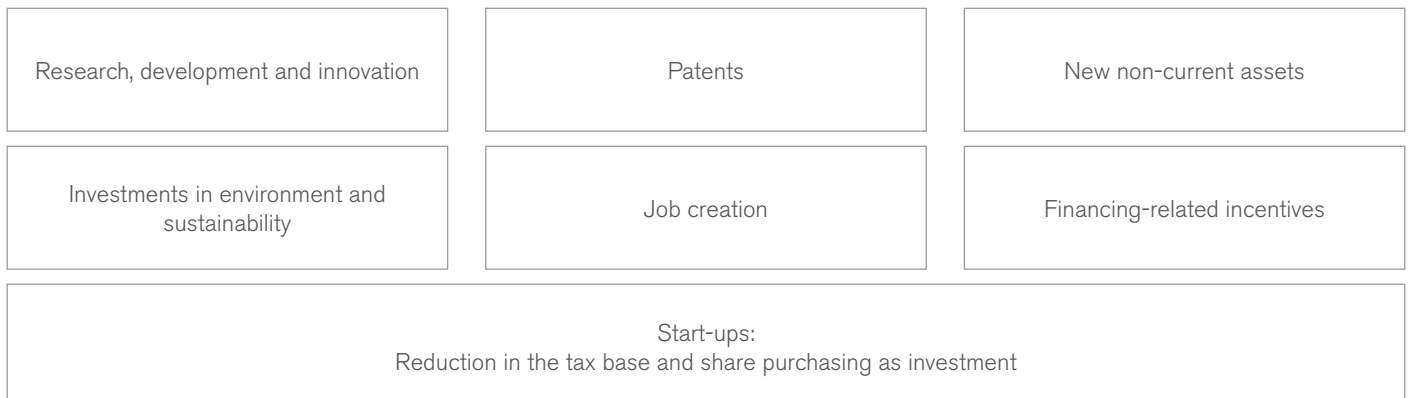 Research, development and innovation
Patents
New non-current assets
Investments in environment and
sustainability
Job creation
Financing-related incentives
Start-ups:
Reduction in the tax base and share purchasing as investment